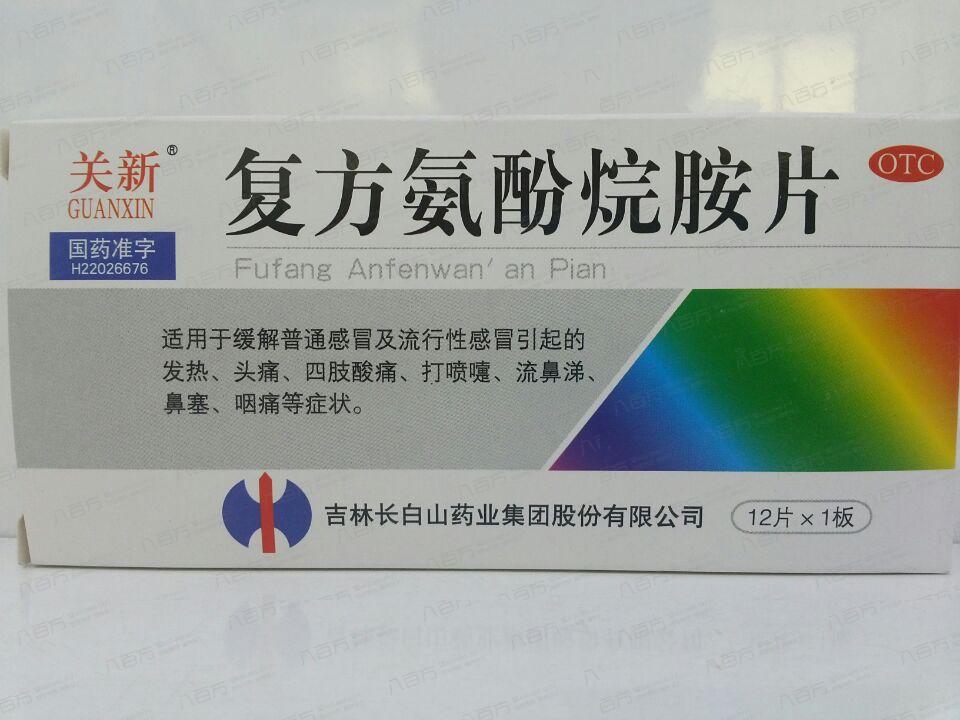 关新®
GUANXIN
国药准字
H22026676
复方氨酚烷胺片
OTC
Fufang Anfenwan'an Pian
适用于缓解普通感冒及流行性感冒引起的
发热、头痛、四肢酸痛、打喷嚏、流鼻涕、
鼻塞、咽痛等症状。
吉林长白山药业集团股份有限公司
12片×1板
八百方